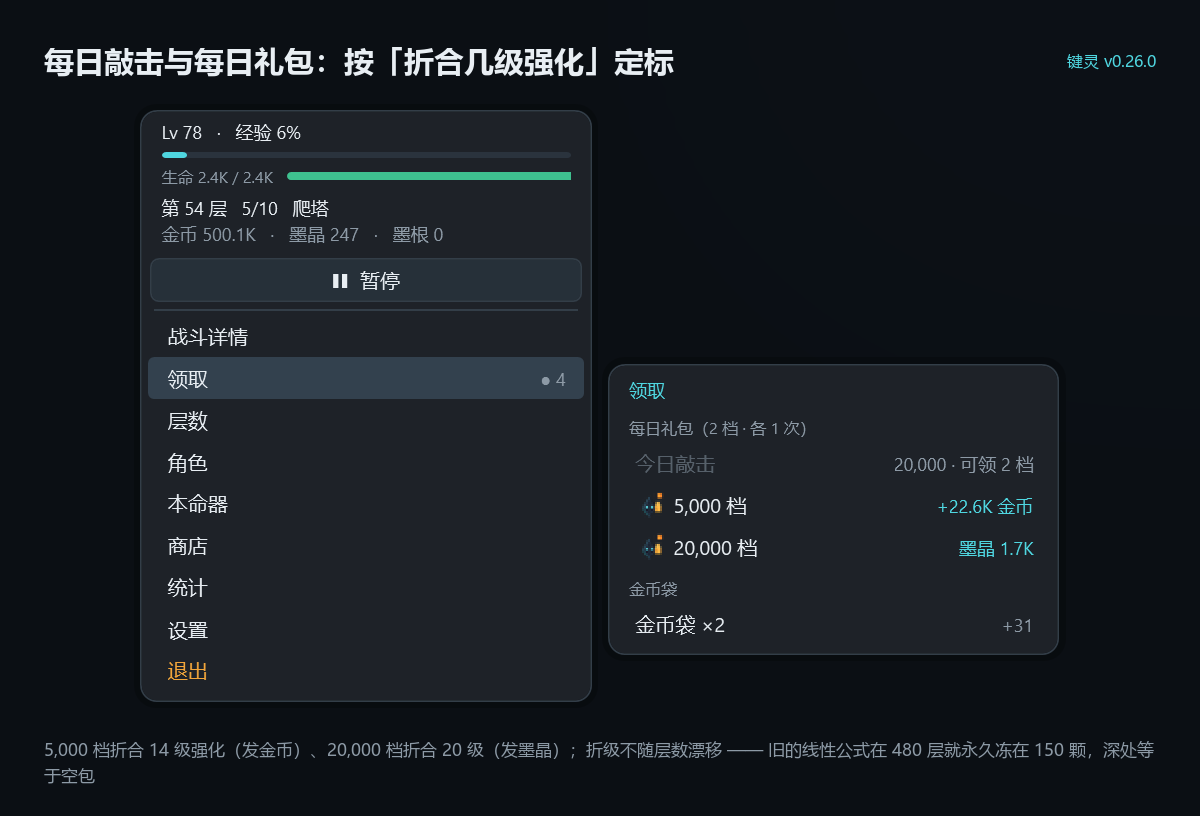 每日敲击与每日礼包：按「折合几级强化」定标
键灵 v0.26.0
Lv 78 · 经验 6%
生命 2.4K / 2.4K
第 54 层 5/10 爬塔
金币 500.1K · 墨晶 247 · 墨根 0
暂停
战斗详情
领取 ● 4
层数
角色
本命器
商店
统计
设置
退出
领取
每日礼包（2 档 · 各 1 次）
今日敲击 20,000 · 可领 2 档
5,000 档 +22.6K 金币
20,000 档 墨晶 1.7K
金币袋
金币袋 ×2 +31
5,000 档折合 14 级强化（发金币）、20,000 档折合 20 级（发墨晶）；折级不随层数漂移 —— 旧的线性公式在 480 层就永久冻在 150 颗，深处等
于空包